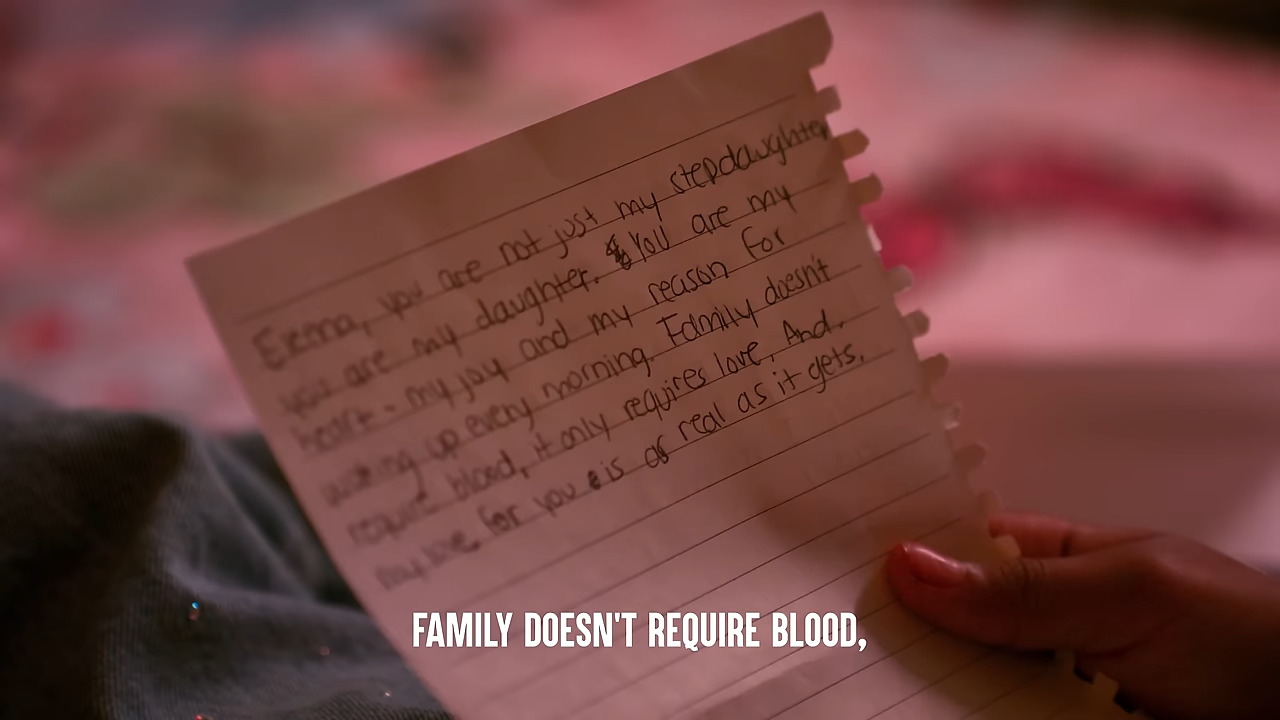 Eleena, you are not just my stepdaughter
you are my daughter. You are my
heart - my joy and my reason for
waking up every morning. Family doesn't
require blood, it only requires love, And.
my love for you is as real as it gets.
FAMILY DOESN'T REQUIRE BLOOD,